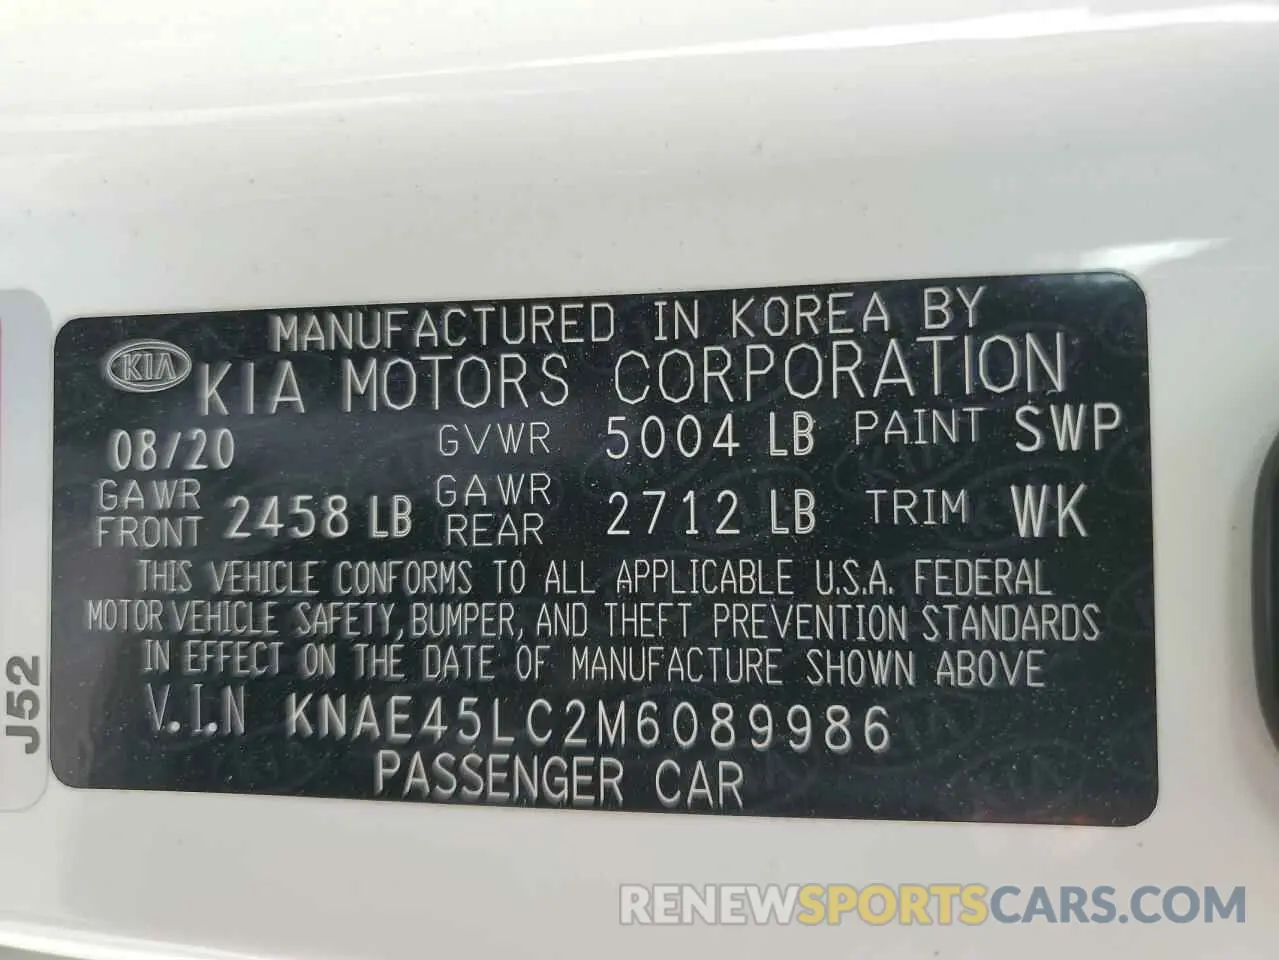 MANUFACTURED IN KOREA BY
KIA KIA MOTORS CORPORATION
08/20 GVWR 5004 LB PAINT SWP
GAWR FRONT 2458 LB GAWR REAR 2712 LB TRIM WK
THIS VEHICLE CONFORMS TO ALL APPLICABLE U.S.A. FEDERAL
MOTOR VEHICLE SAFETY, BUMPER, AND THEFT PREVENTION STANDARDS
IN EFFECT ON THE DATE OF MANUFACTURE SHOWN ABOVE
V.I.N KNAE45LC2M6089986
PASSENGER CAR
J52
RENEWSPORTSCARS.COM